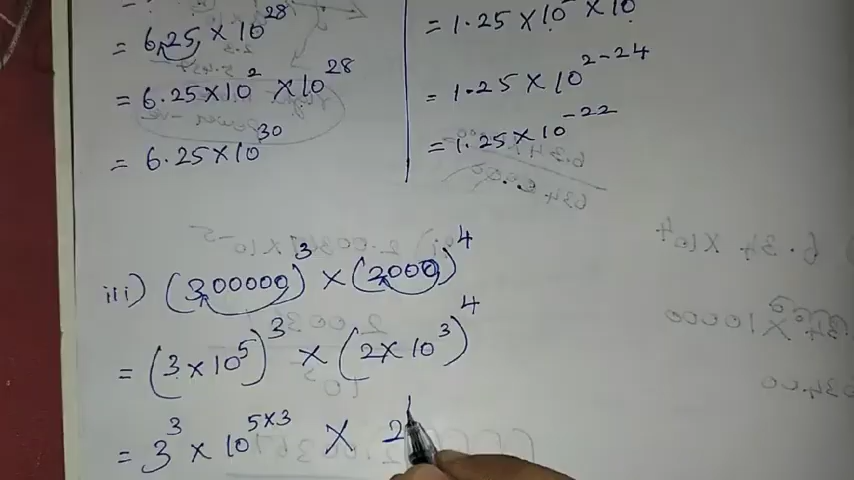 = 625 × 10^28
= 6.25×10^2 ×10^28
= 6.25×10^30
= 1.25 ×10 ×10
= 1.25 ×10^2-24
= 1.25×10^-22
iii) (300000)^3 × (2000)^4
= (3×10^5)^3 × (2×10^3)^4
= 3^3 × 10^5×3 × 2